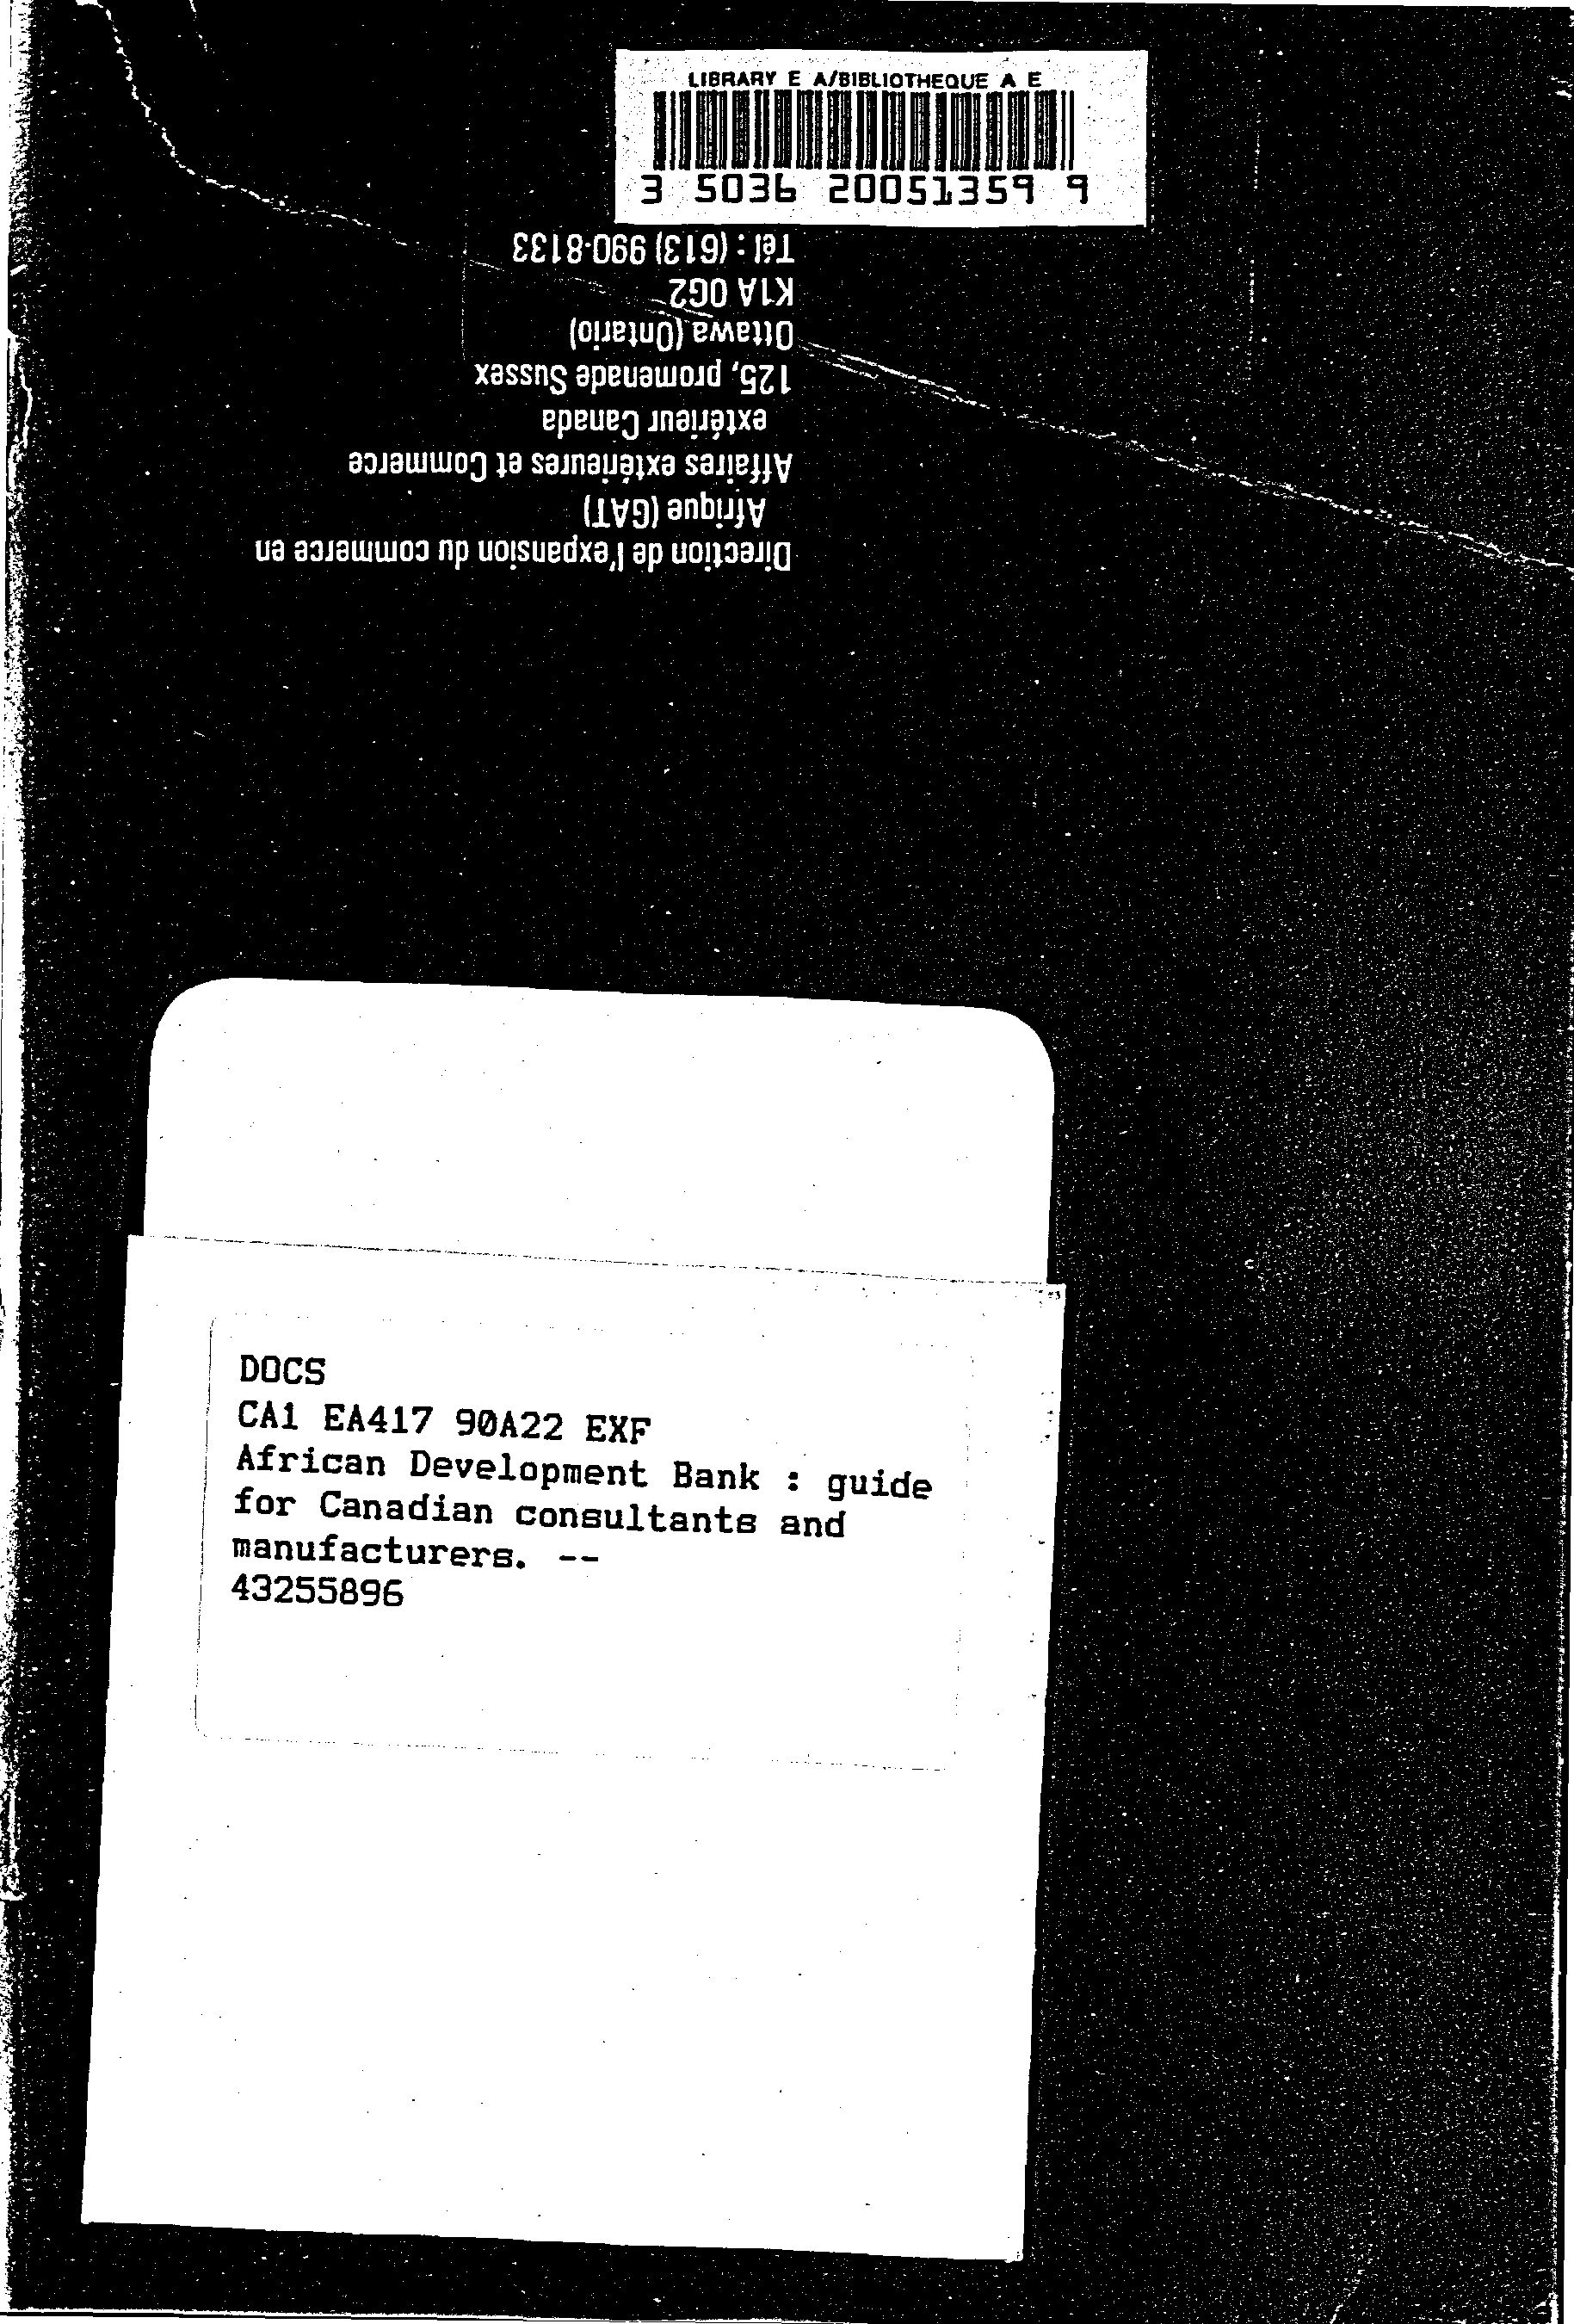 LIBRARY E A/BIBLIOTHEQUE A E
3 5036 20051359 9
Direction de l'expansion du commerce en
Afrique (GAT)
Affaires extérieures et Commerce
extérieur Canada
125, promenade Sussex
Ottawa (Ontario)
K1A 0G2
Tél : (613) 990-8133
DOCS
CA1 EA417 90A22 EXF
African Development Bank : guide
for Canadian consultants and
manufacturers. --
43255896